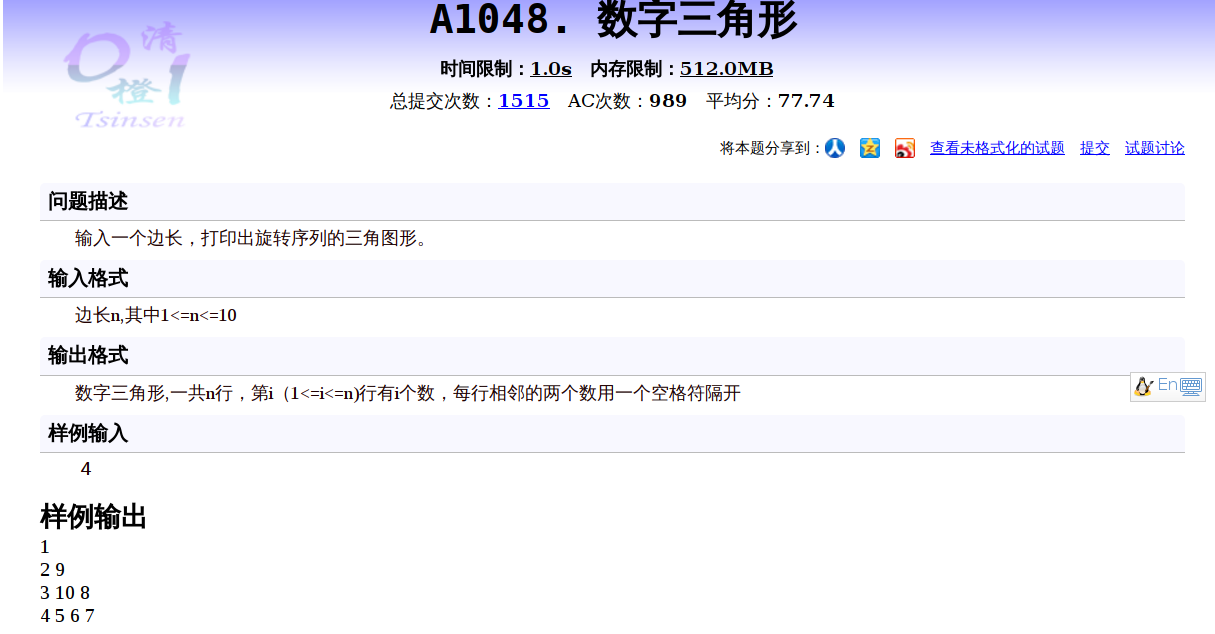 A1048. 数字三角形
清
橙
Tsinsen
时间限制：1.0s 内存限制：512.0MB
总提交次数：1515 AC次数：989 平均分：77.74
将本题分享到： 查看未格式化的试题 提交 试题讨论
问题描述
输入一个边长，打印出旋转序列的三角图形。
输入格式
边长n,其中1<=n<=10
输出格式
数字三角形,一共n行，第i（1<=i<=n)行有i个数，每行相邻的两个数用一个空格符隔开
En
样例输入
4
样例输出
1
2 9
3 10 8
4 5 6 7